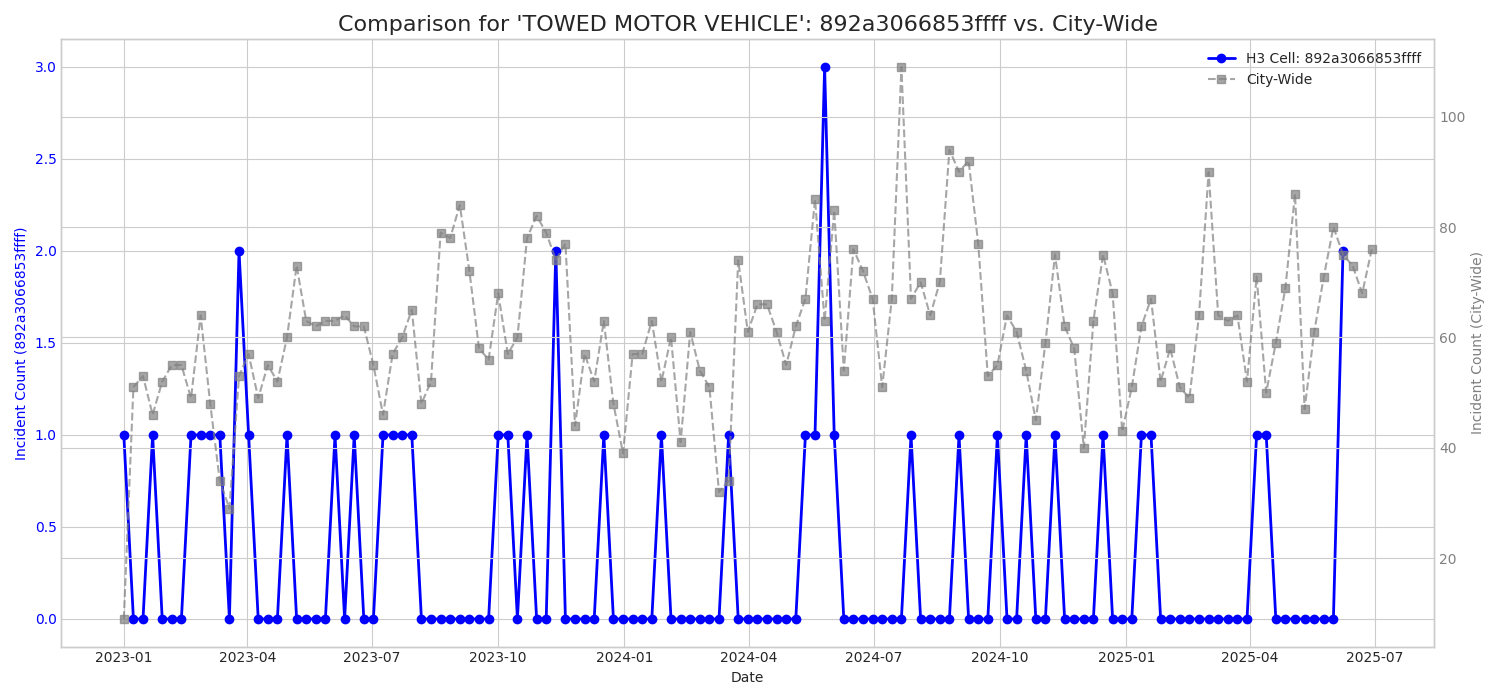 Comparison for 'TOWED MOTOR VEHICLE': 892a3066853ffff vs. City-Wide
H3 Cell: 892a3066853ffff
City-Wide
Incident Count (892a3066853ffff)
3.0
2.5
2.0
1.5
1.0
0.5
0.0
100
80
60
40
20
Incident Count (City-Wide)
2023-01 2023-04 2023-07 2023-10 2024-01 2024-04 2024-07 2024-10 2025-01 2025-04 2025-07
Date